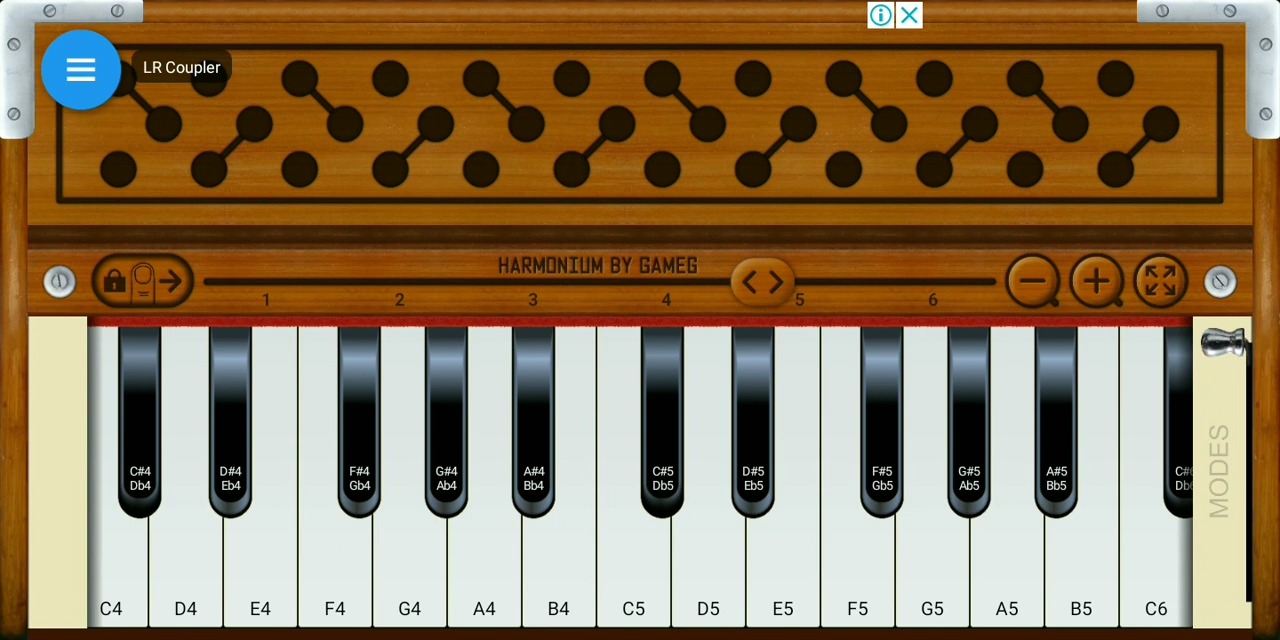 LR Coupler
HARMONIUM BY GAMEG
1 2 3 4 5 6
C#4 D#4 F#4 G#4 A#4 C#5 D#5 F#5 G#5 A#5 C#6
Db4 Eb4 Gb4 Ab4 Bb4 Db5 Eb5 Gb5 Ab5 Bb5 Db6
MODES
C4 D4 E4 F4 G4 A4 B4 C5 D5 E5 F5 G5 A5 B5 C6